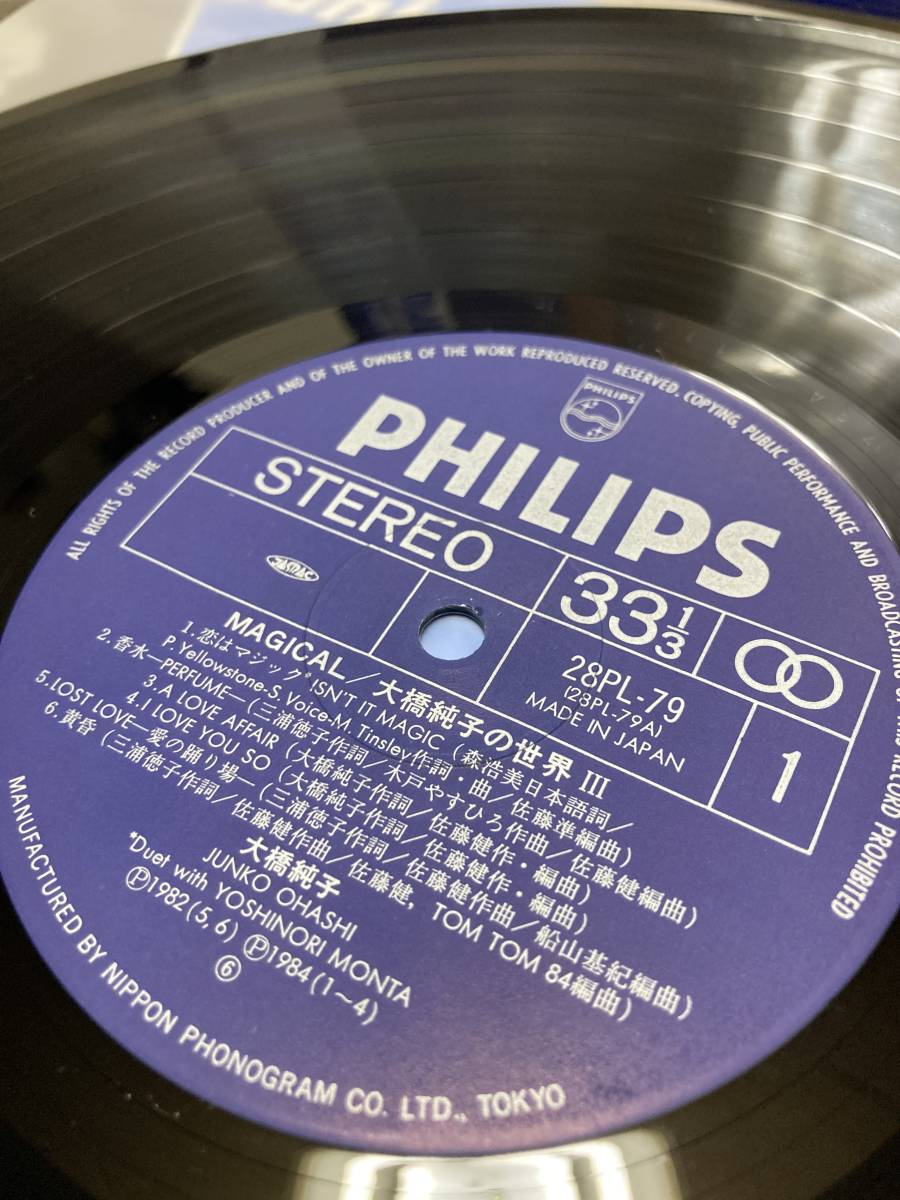 ALL RIGHTS OF THE RECORD PRODUCER AND OF THE OWNER OF THE WORK REPRODUCED RESERVED. COPYING, PUBLIC PERFORMANCE AND BROADCASTING RECORD PROHIBITED
PHILIPS
PHILIPS
STEREO
33 1/3
JASRAC
28PL-79
(28PL-79A)
MADE IN JAPAN
1
MAGICAL/大橋純子の世界 III
1.恋はマジック*ISN'T IT MAGIC (森浩美日本語詞/
P.Yellowstone-S.Voice-M.Tinsley作詞・曲/佐藤準編曲)
2.香水—PERFUME—(三浦徳子作詞/木戸やすひろ作曲/佐藤健編曲)
3.A LOVE AFFAIR (大橋純子作詞/佐藤健作・編曲)
4.I LOVE YOU SO (大橋純子作詞/佐藤健作・編曲)
5.LOST LOVE—愛の踊り場—(三浦徳子作詞/佐藤健作曲/船山基紀編曲)
6.黄昏 (三浦徳子作詞/佐藤健作曲/佐藤健, TOM TOM 84編曲)
大橋純子
JUNKO OHASHI
*Duet with YOSHINORI MONTA
Ⓟ1982(5,6) Ⓟ1984(1~4)
⑥
MANUFACTURED BY NIPPON PHONOGRAM CO. LTD., TOKYO